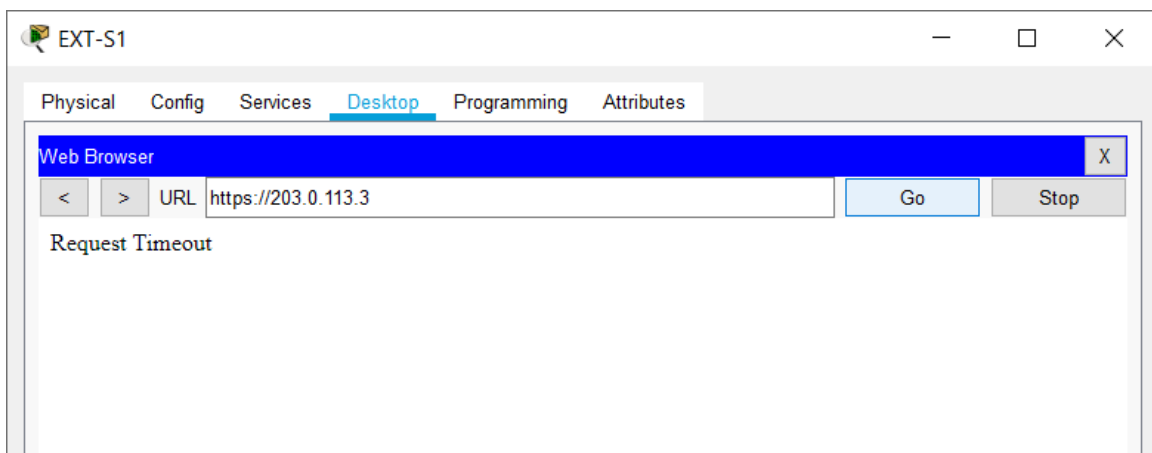 EXT-S1
Physical Config Services Desktop Programming Attributes
Web Browser X
< > URL https://203.0.113.3 Go Stop
Request Timeout